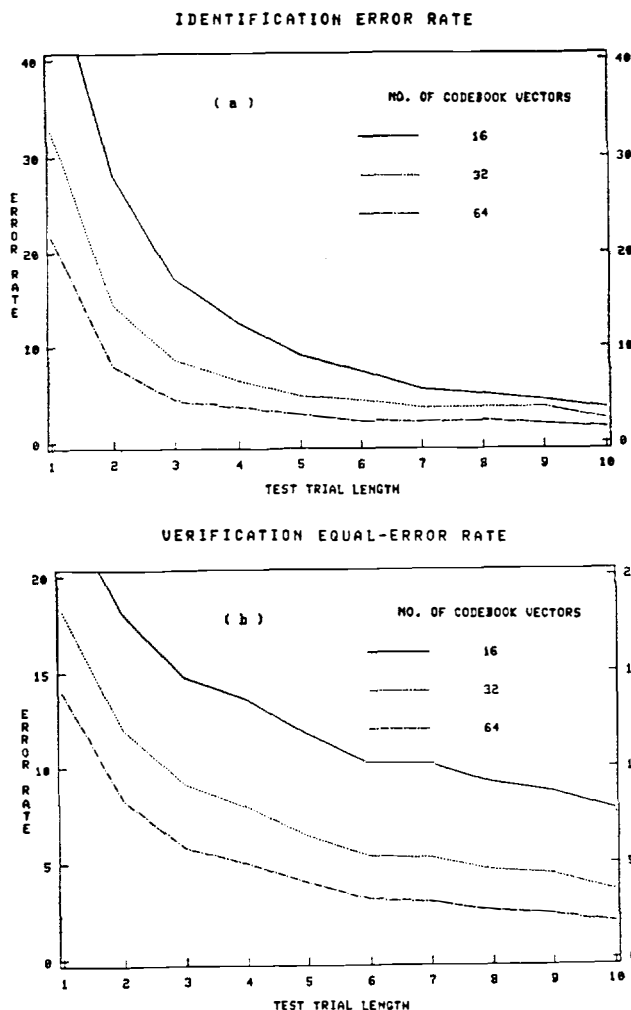 IDENTIFICATION ERROR RATE
40
30
20
10
0
ERROR RATE
( a )
NO. OF CODEBOOK VECTORS
16
32
64
40
30
20
10
0
1 2 3 4 5 6 7 8 9 10
TEST TRIAL LENGTH
VERIFICATION EQUAL-ERROR RATE
20
15
10
5
0
ERROR RATE
( b )
NO. OF CODEBOOK VECTORS
16
32
64
1 2 3 4 5 6 7 8 9 10
TEST TRIAL LENGTH